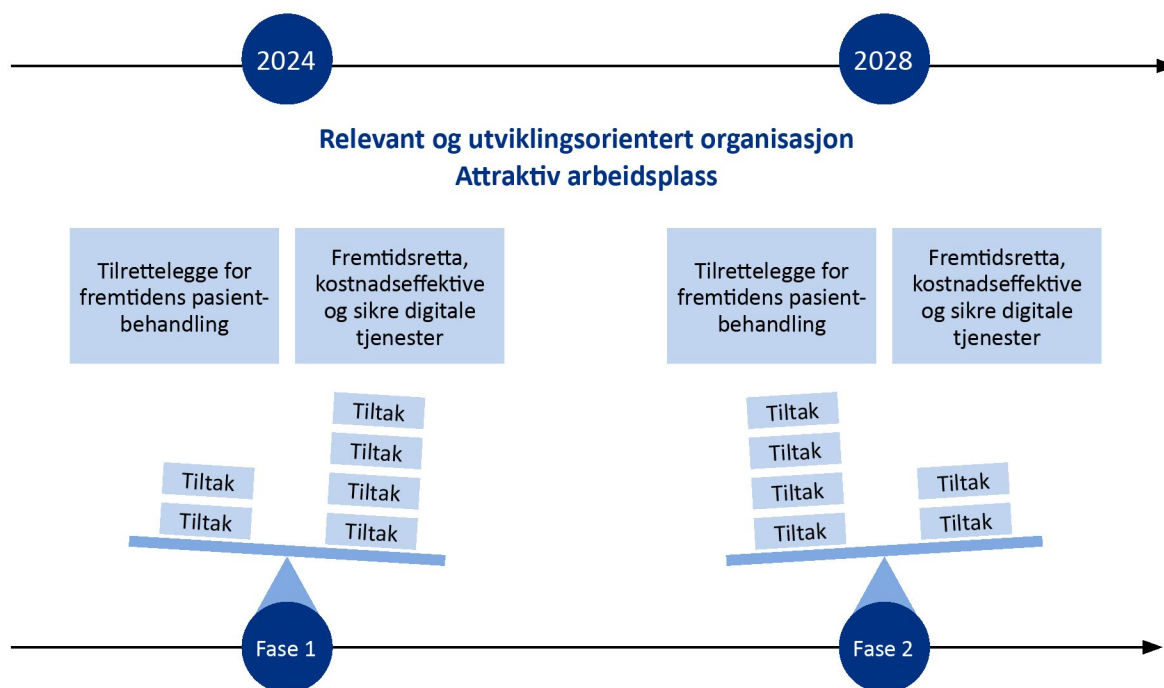 2024
2028
Relevant og utviklingsorientert organisasjon
Attraktiv arbeidsplass
Tilrettelegge for
fremtidens pasient-
behandling
Fremtidsretta,
kostnadseffektive
og sikre digitale
tjenester
Tilrettelegge for
fremtidens pasient-
behandling
Fremtidsretta,
kostnadseffektive
og sikre digitale
tjenester
Tiltak
Tiltak
Tiltak
Tiltak
Tiltak
Tiltak
Tiltak
Tiltak
Tiltak
Tiltak
Tiltak
Tiltak
Fase 1
Fase 2